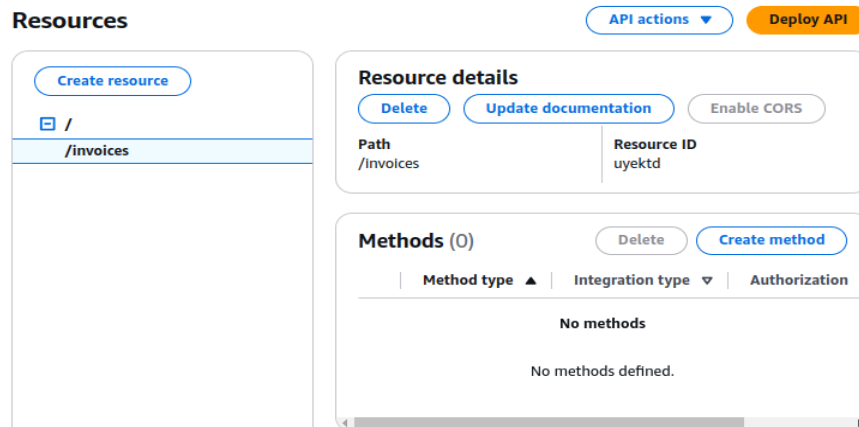 Resources
API actions
Deploy API
Create resource
/
/invoices
Resource details
Delete
Update documentation
Enable CORS
Path
/invoices
Resource ID
uyektd
Methods (0)
Delete
Create method
Method type
Integration type
Authorization
No methods
No methods defined.